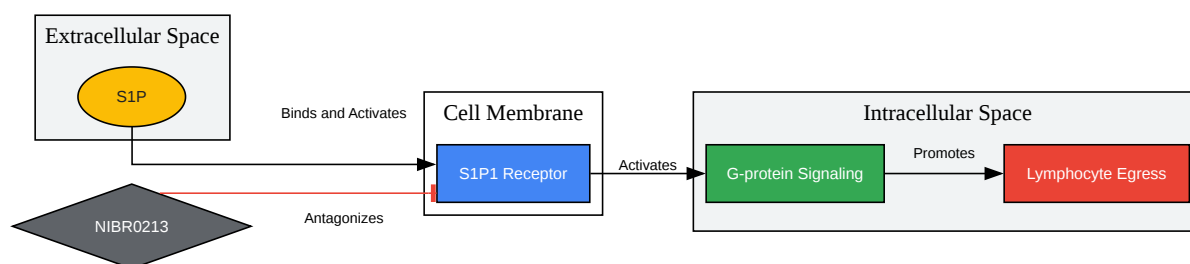 Extracellular Space
S1P
Binds and Activates
Cell Membrane
S1P1 Receptor
Activates
Intracellular Space
G-protein Signaling
Promotes
Lymphocyte Egress
NIBR0213
Antagonizes